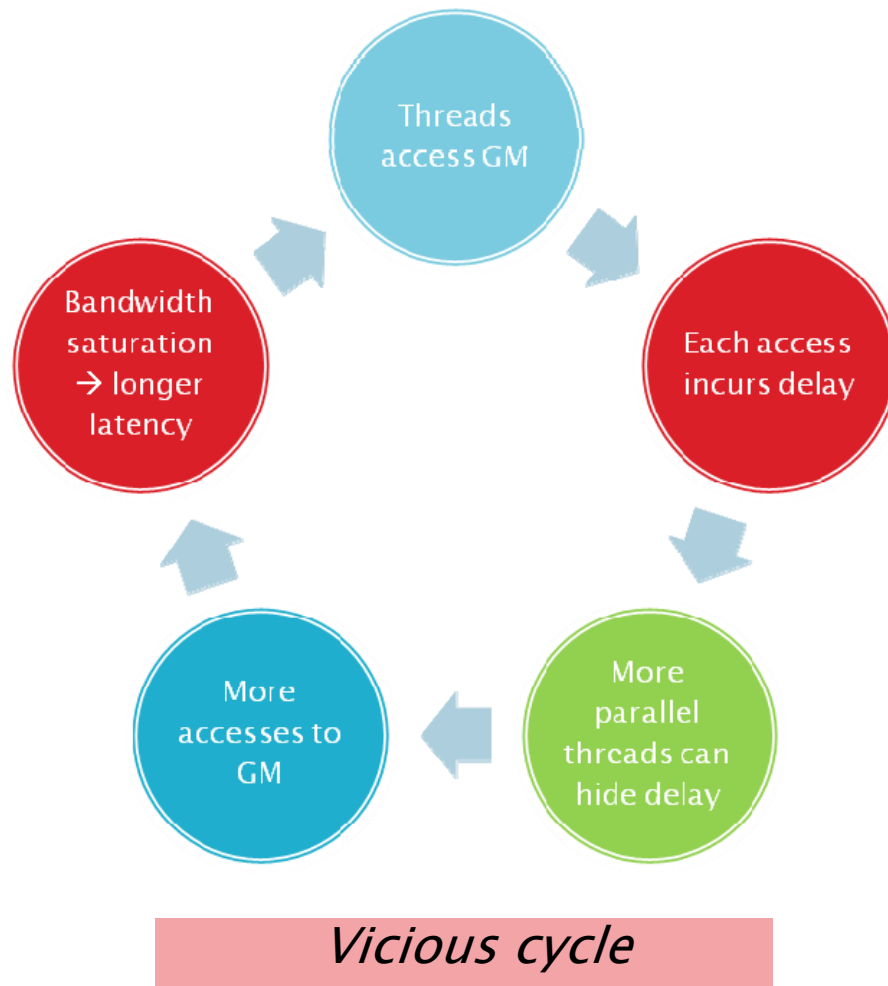 Threads
access GM
Each access
incurs delay
More
parallel
threads can
hide delay
More
accesses to
GM
Bandwidth
saturation
→ longer
latency
Vicious cycle